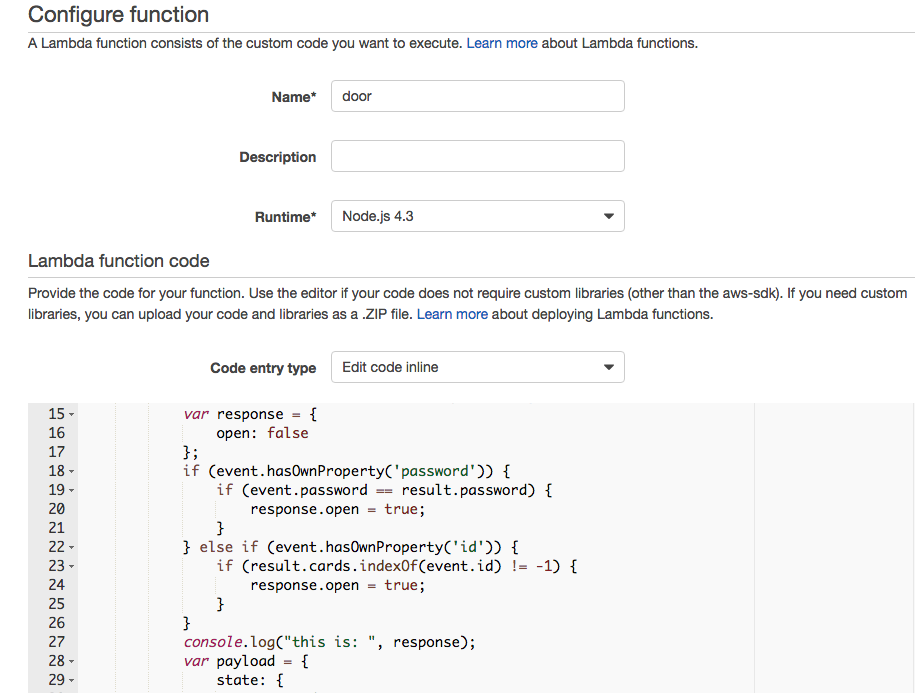 Configure function
A Lambda function consists of the custom code you want to execute. Learn more about Lambda functions.
Name* door
Description
Runtime* Node.js 4.3
Lambda function code
Provide the code for your function. Use the editor if your code does not require custom libraries (other than the aws-sdk). If you need custom
libraries, you can upload your code and libraries as a .ZIP file. Learn more about deploying Lambda functions.
Code entry type Edit code inline
15 var response = {
16 open: false
17 };
18 if (event.hasOwnProperty('password')) {
19 if (event.password == result.password) {
20 response.open = true;
21 }
22 } else if (event.hasOwnProperty('id')) {
23 if (result.cards.indexOf(event.id) != -1) {
24 response.open = true;
25 }
26 }
27 console.log("this is: ", response);
28 var payload = {
29 state: {